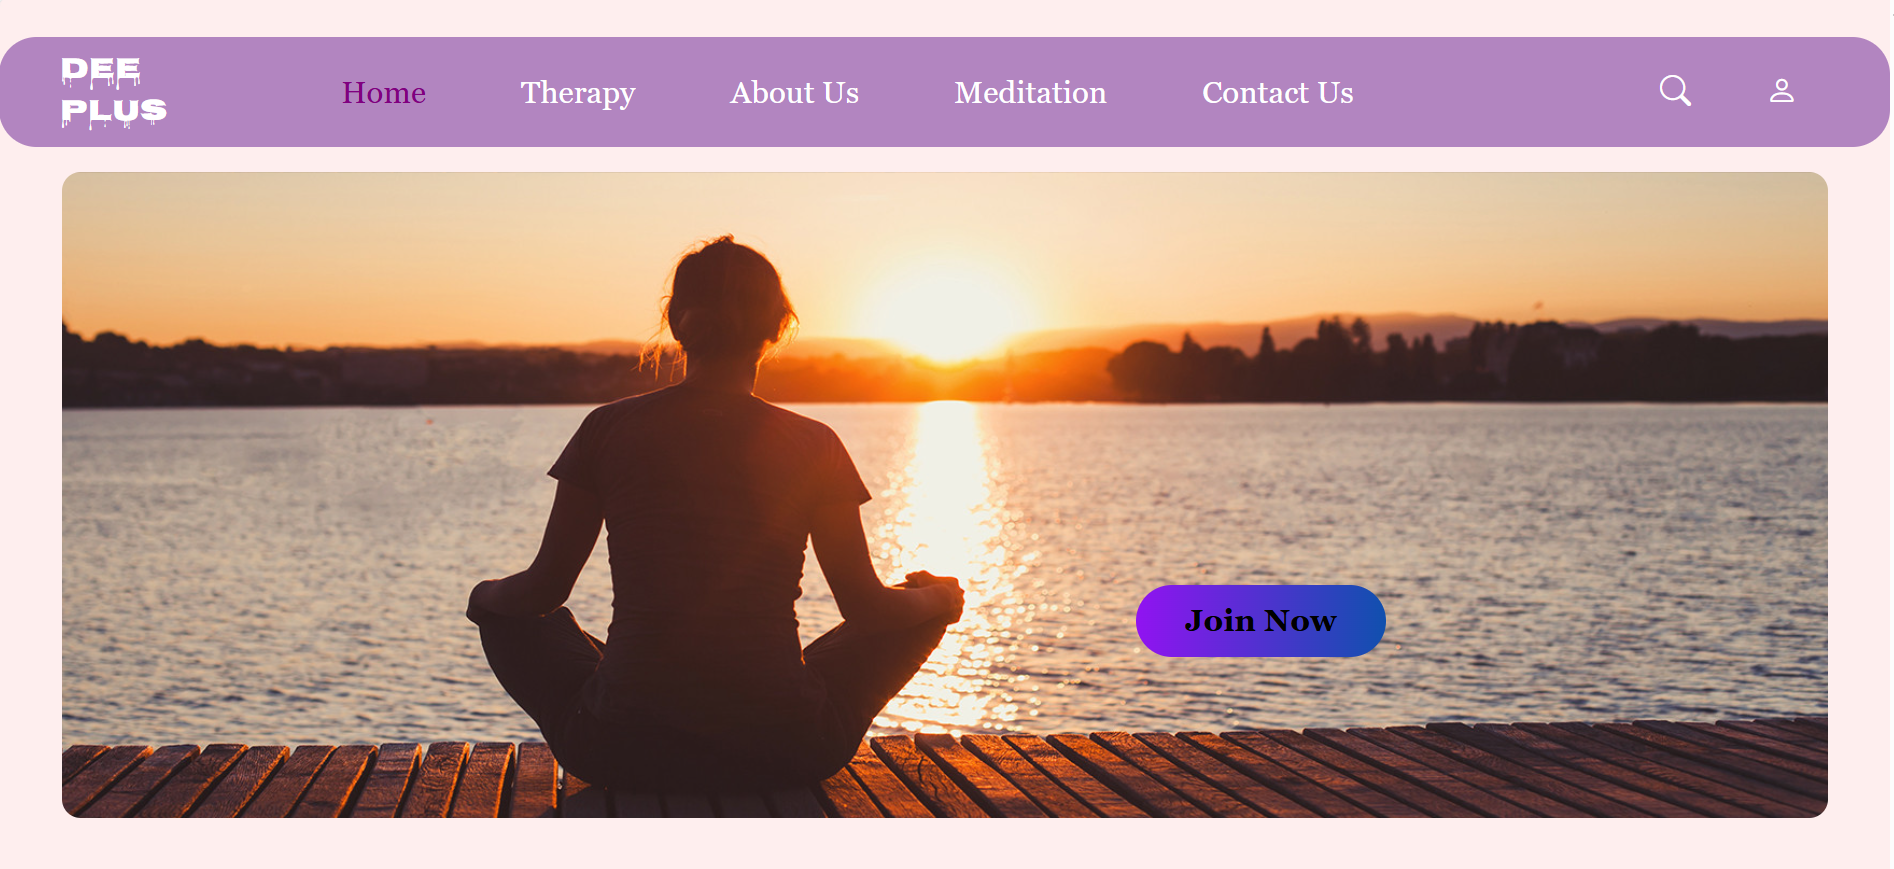 DEE
PLUS
Home Therapy About Us Meditation Contact Us
Join Now